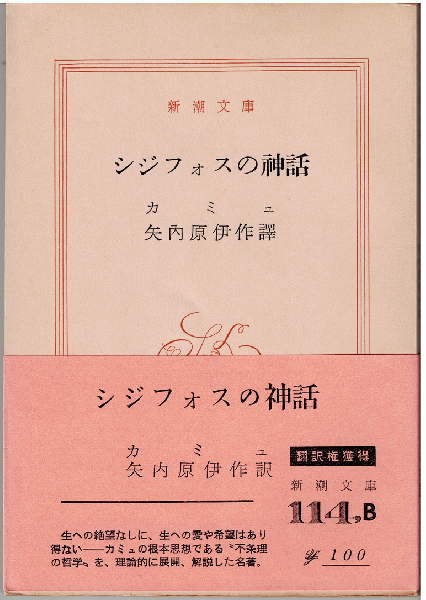 新潮文庫
シジフォスの神話
カミュ
矢内原伊作譯
シジフォスの神話
カミュ
矢内原伊作訳
翻訳権獲得
新潮文庫
114,B
¥ 100
生への絶望なしに、生への愛や希望はあり
得ない――カミュの根本思想である〝不条理
の哲学〟を、理論的に展開、解説した名著。